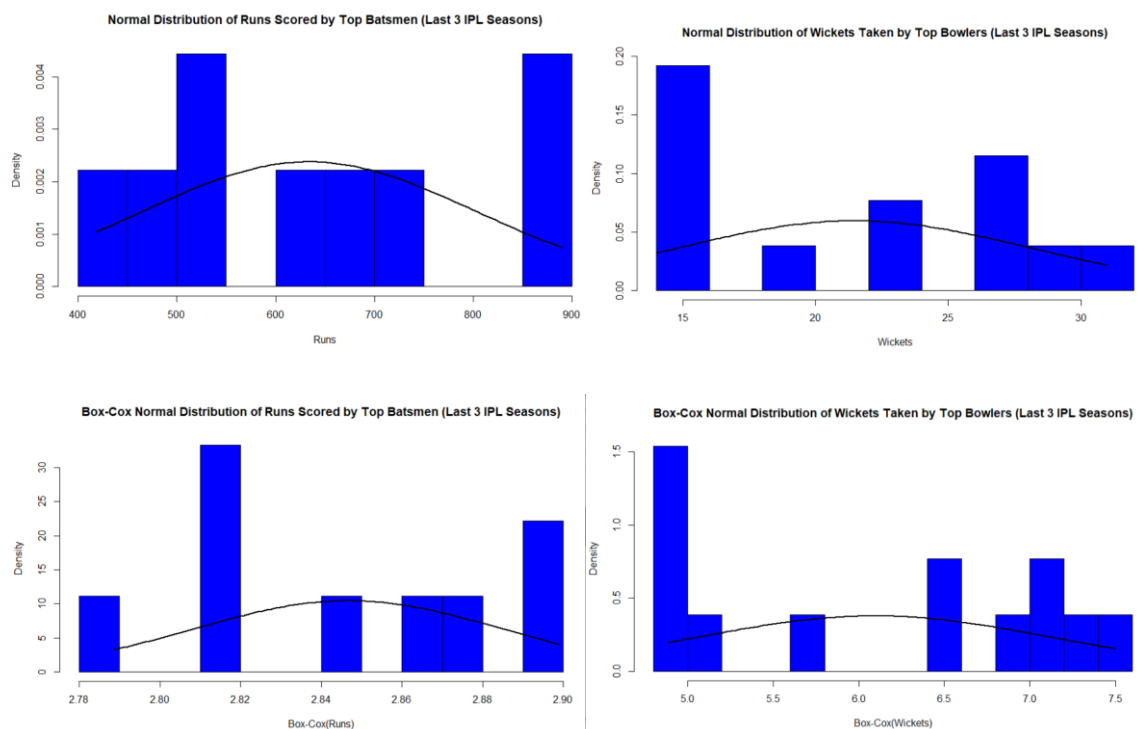 Normal Distribution of Runs Scored by Top Batsmen (Last 3 IPL Seasons)
Density
0.000 0.001 0.002 0.003 0.004
400 500 600 700 800 900
Runs
Normal Distribution of Wickets Taken by Top Bowlers (Last 3 IPL Seasons)
Density
0.00 0.05 0.10 0.15 0.20
15 20 25 30
Wickets
Box-Cox Normal Distribution of Runs Scored by Top Batsmen (Last 3 IPL Seasons)
Density
0 5 10 15 20 25 30
2.78 2.80 2.82 2.84 2.86 2.88 2.90
Box-Cox(Runs)
Box-Cox Normal Distribution of Wickets Taken by Top Bowlers (Last 3 IPL Seasons)
Density
0.0 0.5 1.0 1.5
5.0 5.5 6.0 6.5 7.0 7.5
Box-Cox(Wickets)